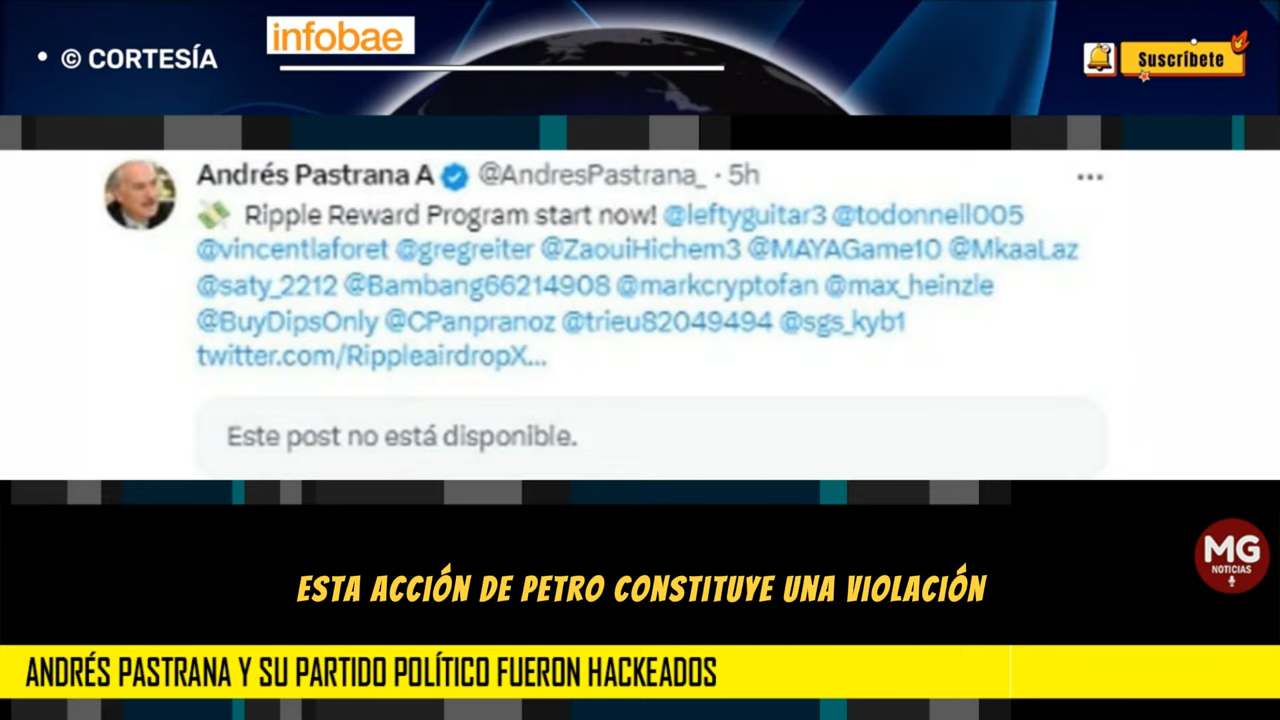 infobae
• © CORTESÍA
Suscríbete
Andrés Pastrana A @AndresPastrana_ · 5h
Ripple Reward Program start now! @leftyguitar3 @todonnell005
@vincentlaforet @gregreiter @ZaouiHichem3 @MAYAGame10 @MkaaLaz
@saty_2212 @Bambang66214908 @markcryptofan @max_heinzle
@BuyDipsOnly @CPanpranoz @trieu82049494 @sgs_kyb1
twitter.com/RippleairdropX...
Este post no está disponible.
MG
NOTICIAS
ESTA ACCIÓN DE PETRO CONSTITUYE UNA VIOLACIÓN
ANDRÉS PASTRANA Y SU PARTIDO POLÍTICO FUERON HACKEADOS